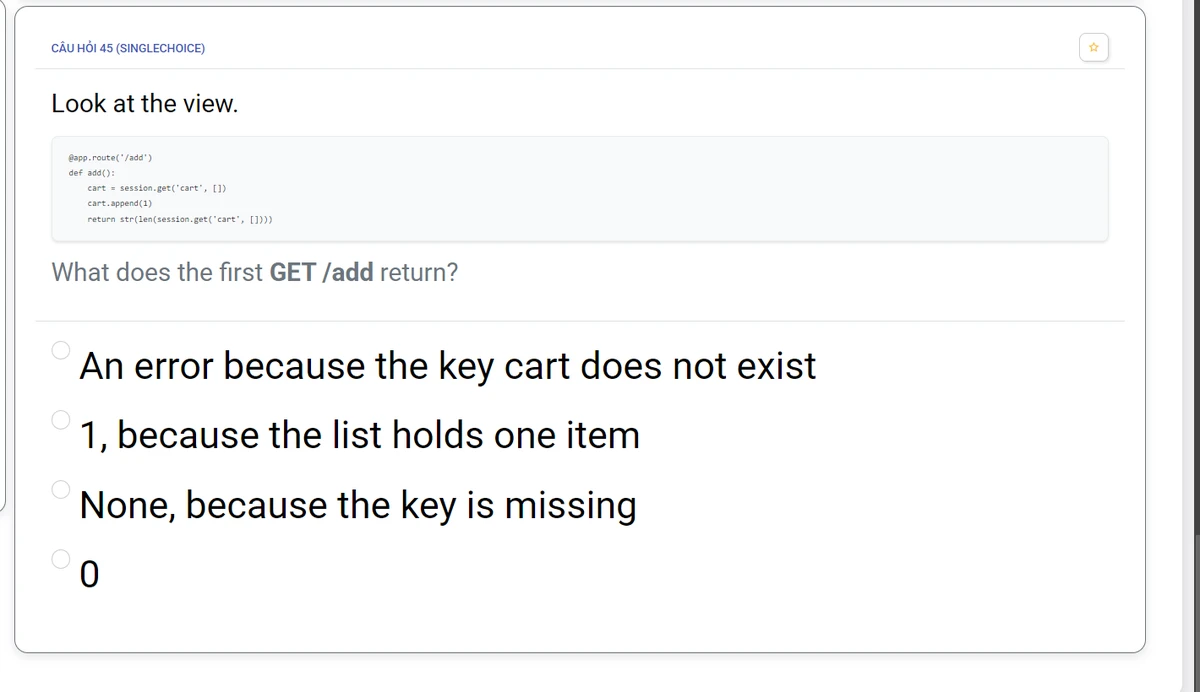 CÂU HỎI 45 (SINGLECHOICE)
Look at the view.
@app.route('/add')
def add():
    cart = session.get('cart', [])
    cart.append(1)
    return str(len(session.get('cart', [])))
What does the first GET /add return?
An error because the key cart does not exist
1, because the list holds one item
None, because the key is missing
0